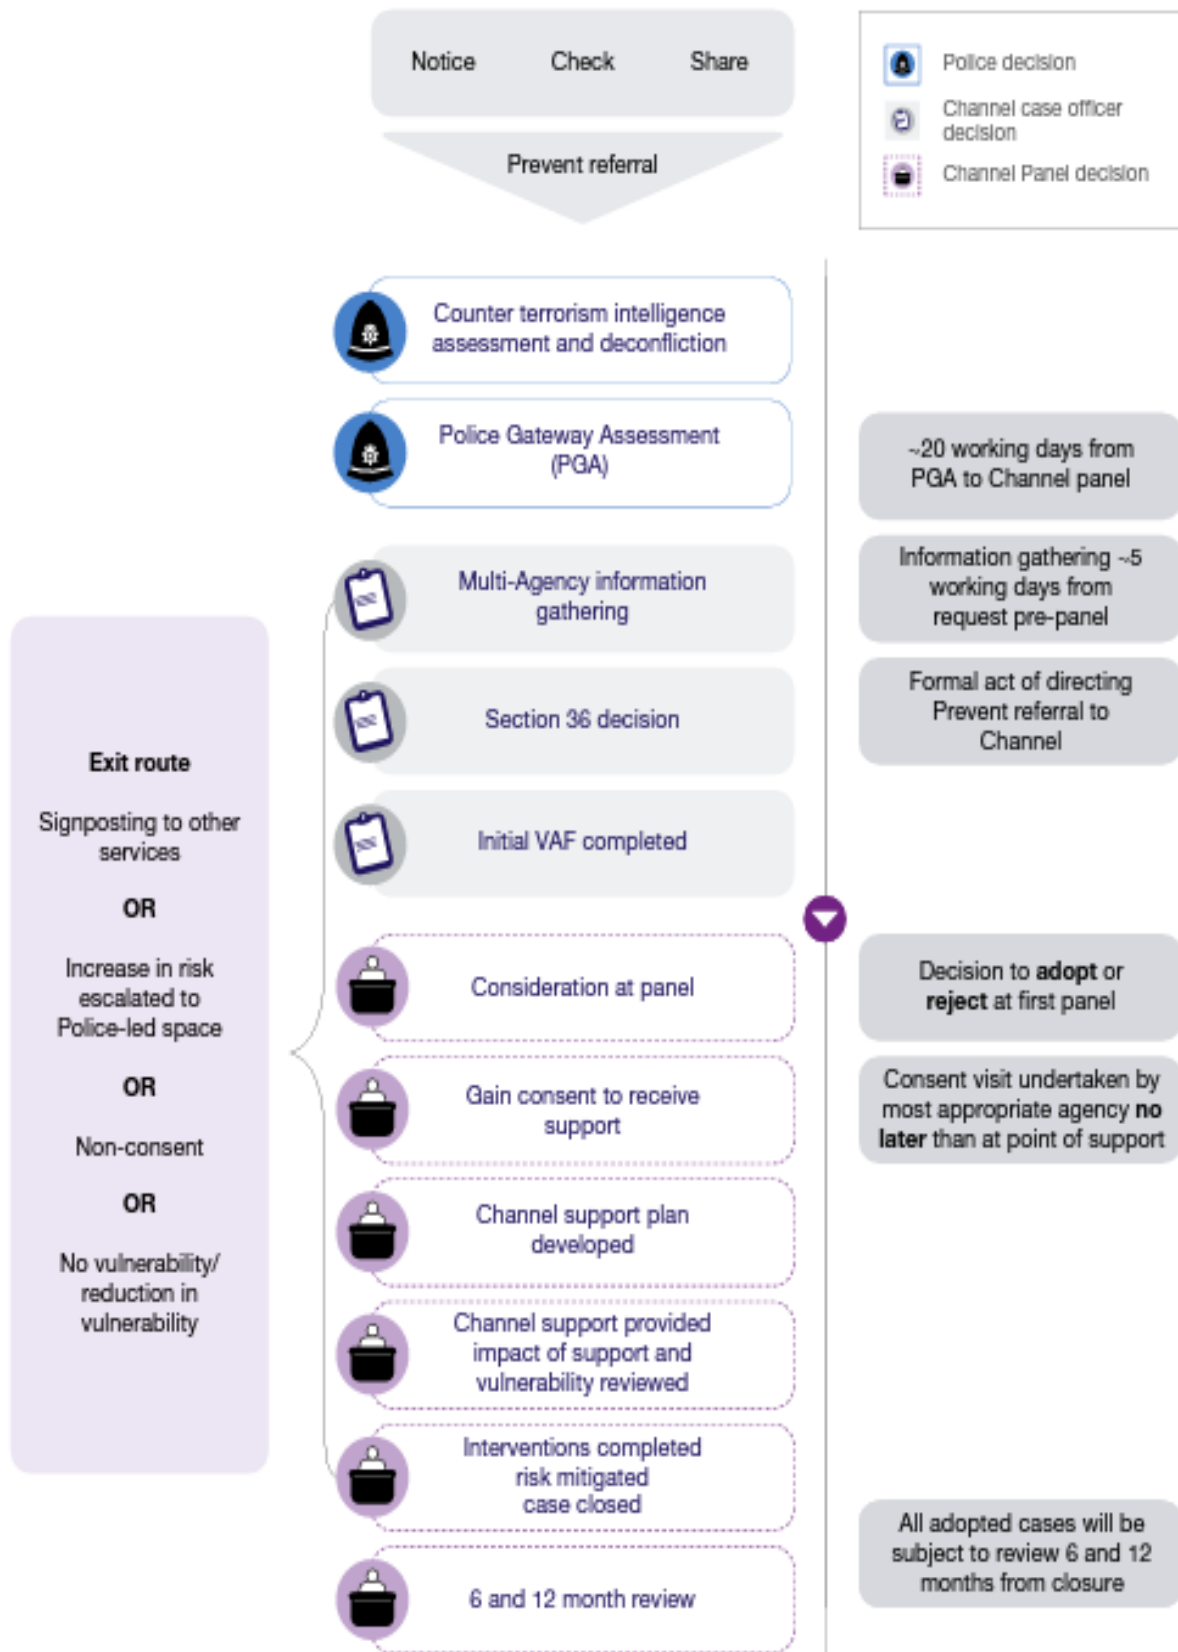 Notice Check Share
Prevent referral
Police decision
Channel case officer
decision
Channel Panel decision
Counter terrorism intelligence
assessment and deconfliction
Police Gateway Assessment
(PGA)
~20 working days from
PGA to Channel panel
Multi-Agency information
gathering
Information gathering ~5
working days from
request pre-panel
Section 36 decision
Formal act of directing
Prevent referral to
Channel
Initial VAF completed
Exit route
Signposting to other
services
OR
Increase in risk
escalated to
Police-led space
OR
Non-consent
OR
No vulnerability/
reduction in
vulnerability
Consideration at panel
Decision to adopt or
reject at first panel
Gain consent to receive
support
Consent visit undertaken by
most appropriate agency no
later than at point of support
Channel support plan
developed
Channel support provided
impact of support and
vulnerability reviewed
Interventions completed
risk mitigated
case closed
All adopted cases will be
subject to review 6 and 12
months from closure
6 and 12 month review